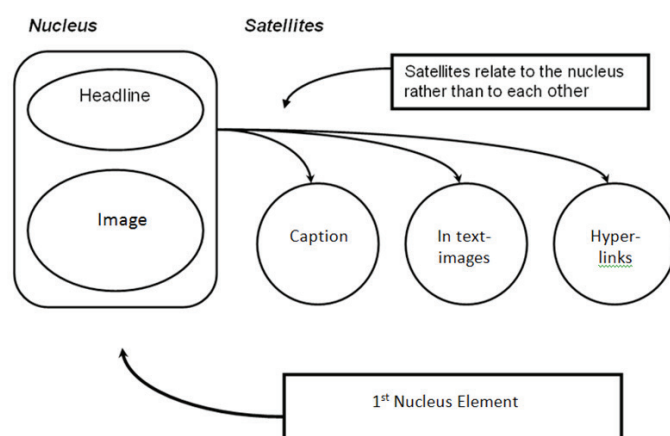 Nucleus
Satellites
Satellites relate to the nucleus
rather than to each other
Headline
Image
Caption
In text-
images
Hyper-
links
1st Nucleus Element